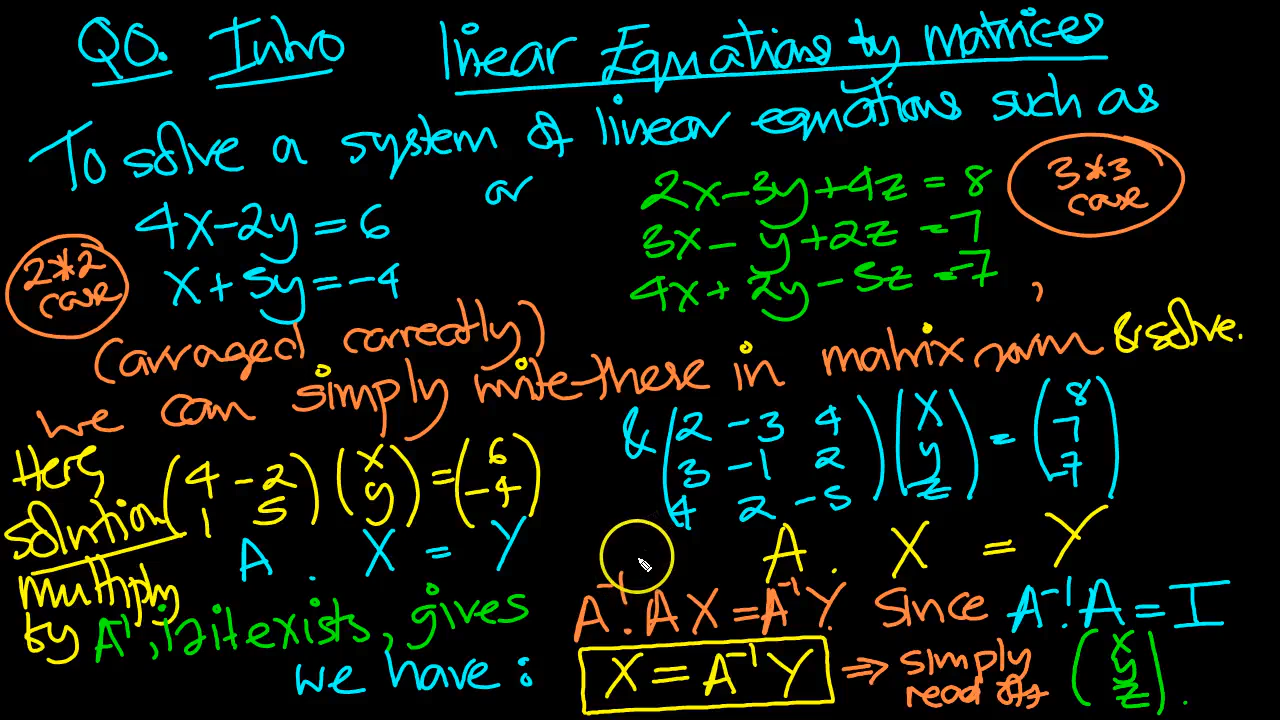 Q0. Intro linear Equations by matrices
To solve a system of linear equations such as
4x-2y=6
x+5y=-4
2*2
case
or
2x-3y+4z=8
3x-y+2z=7
4x+2y-5z=-7
3*3
case
,
(arraged correctly)
we can simply write these in matrix form & solve.
Here,
solution
(4 -2) (x) = (6)
(1 5) (y) (-4)
A . X = Y
& (2 -3 4) (x) = (8)
(3 -1 2) (y) (7)
(4 2 -5) (z) (-7)
A . X = Y
multiply
by A⁻¹, if it exists, gives
A⁻¹.AX=A⁻¹Y. since A⁻¹A=I
we have: X=A⁻¹Y ⇒ simply
read off
(x)
(y)
(z).